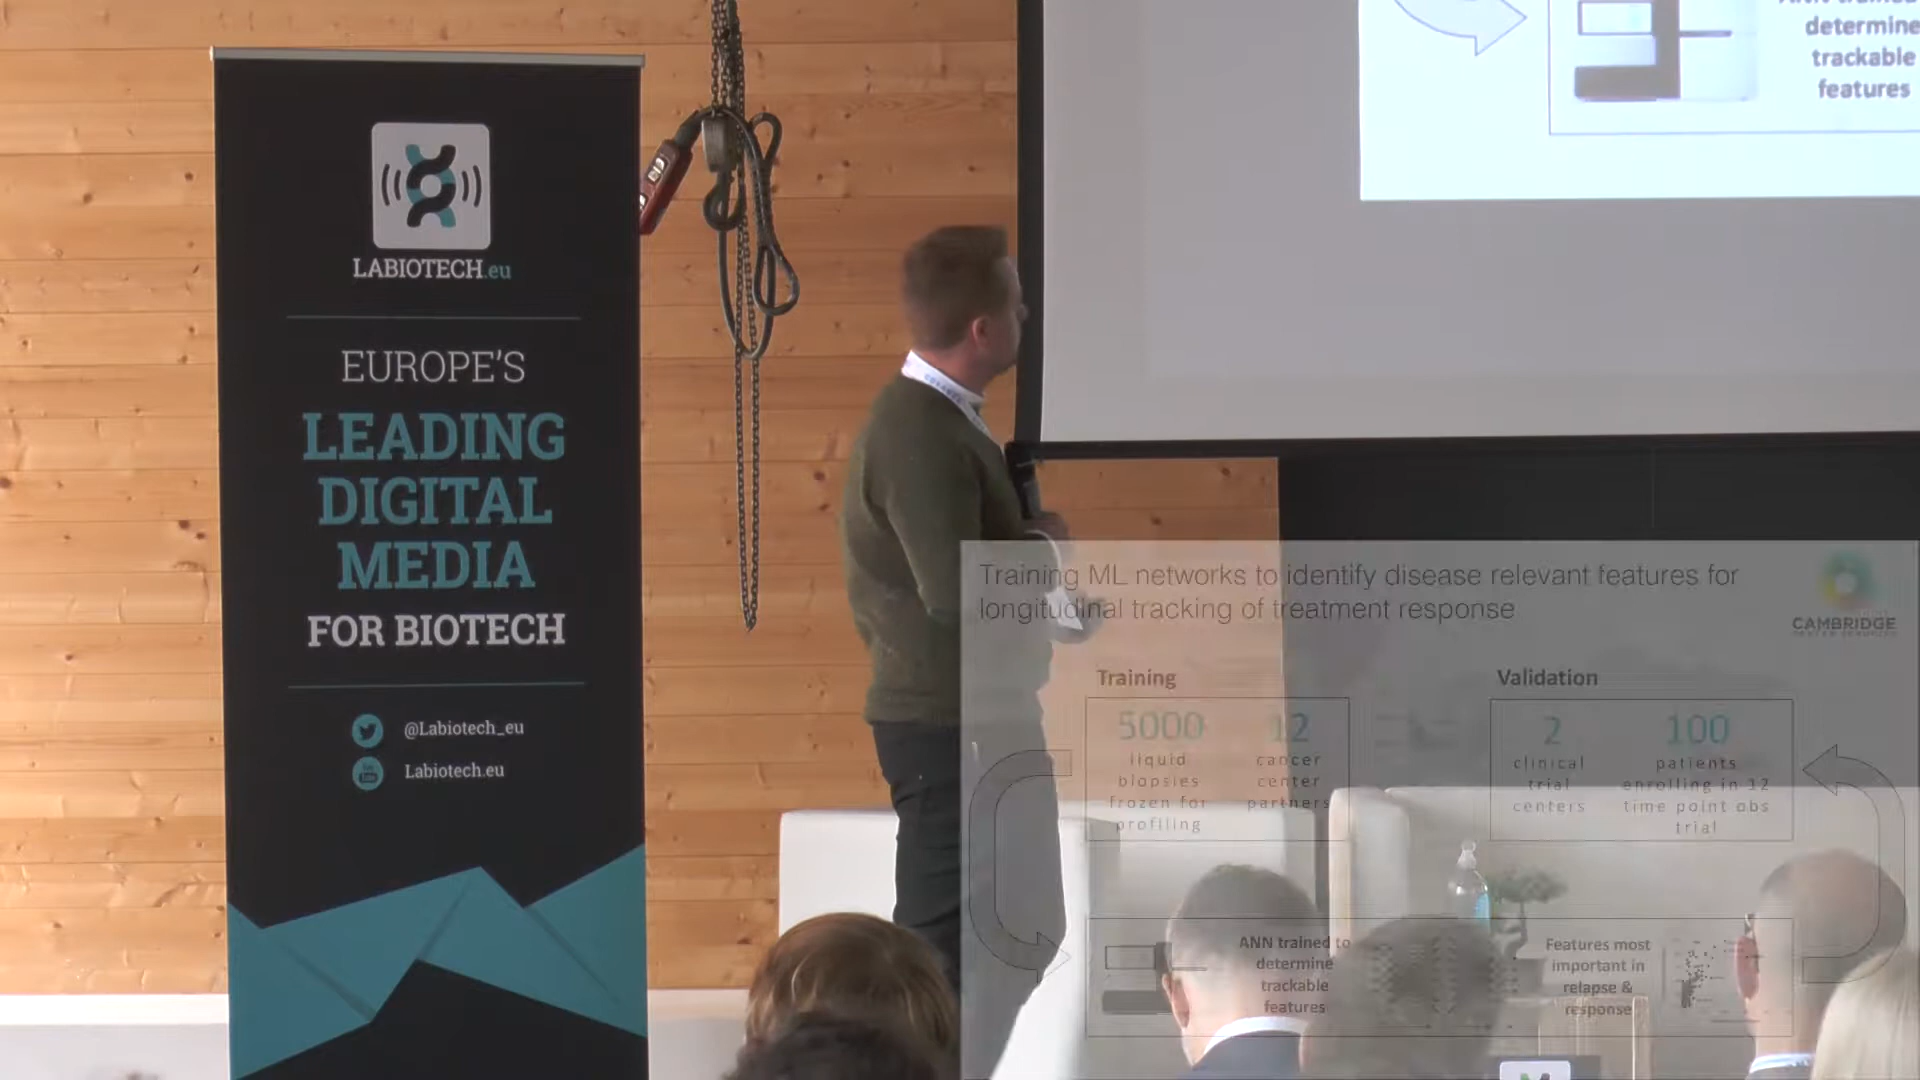 LABIOTECH.eu
EUROPE'S
LEADING
DIGITAL
MEDIA
FOR BIOTECH
@Labiotech_eu
Labiotech.eu
determine
trackable
features
Training ML networks to identify disease relevant features for
longitudinal tracking of treatment response
CAMBRIDGE
Training
5000
liquid
biopsies
frozen for
profiling
12
cancer
center
partners
Validation
2
clinical
trial
centers
100
patients
enrolling in 12
time point obs
trial
ANN trained to
determine
trackable
features
Features most
important in
relapse &
response